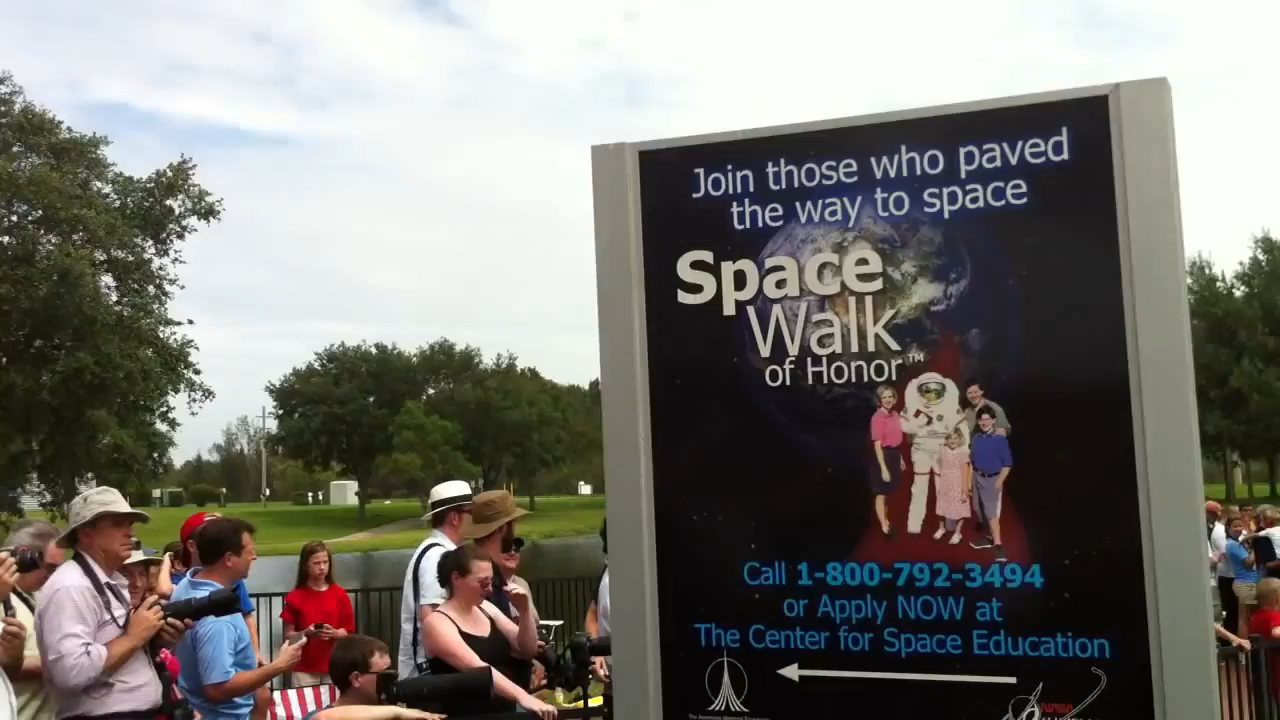 Join those who paved
the way to space
Space
Walk
of Honor™
Call 1-800-792-3494
or Apply NOW at
The Center for Space Education